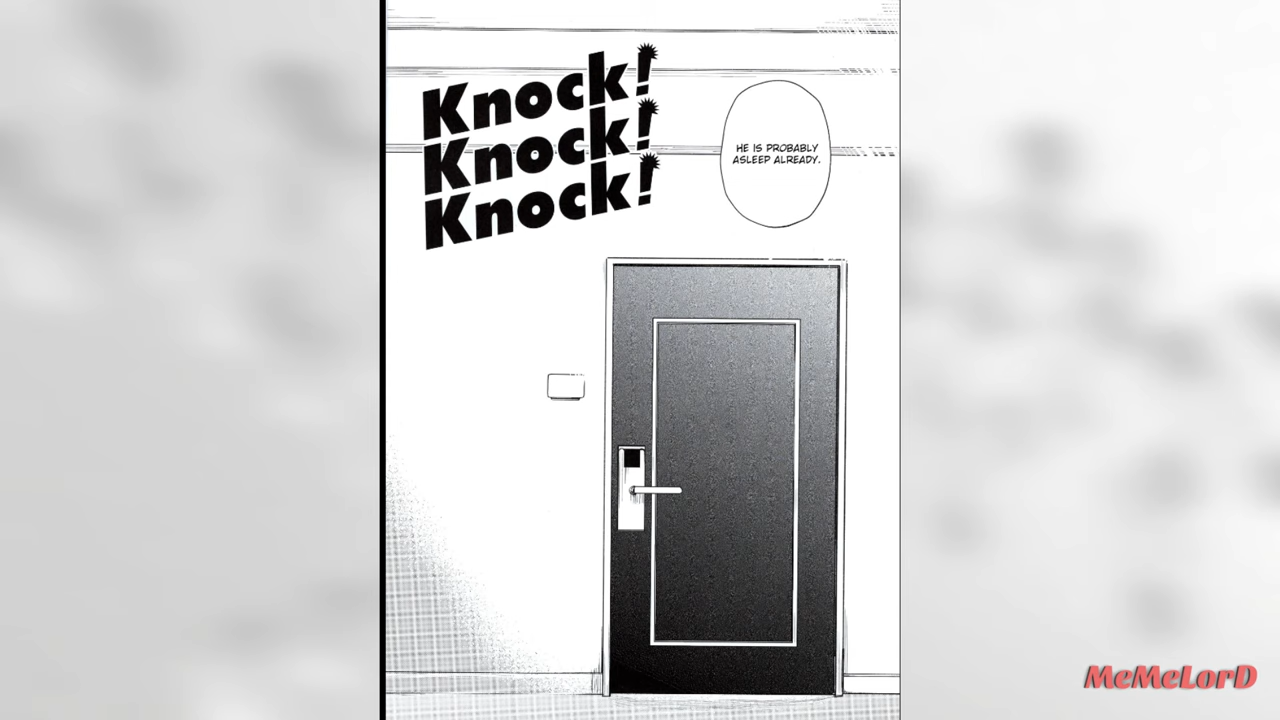 Knock!
Knock!
Knock!
HE IS PROBABLY
ASLEEP ALREADY.
MeMeLorD